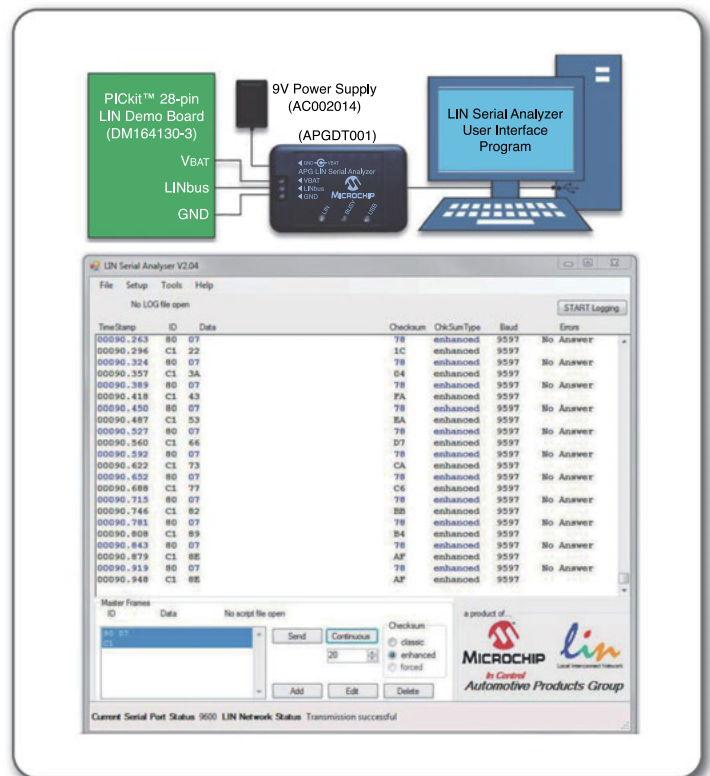 PICkit™ 28-pin
LIN Demo Board
(DM164130-3)
VBAT
LINbus
GND
9V Power Supply
(AC002014)
(APGDT001)
GND VBAT
APG LIN Serial Analyzer
VBAT
LINbus
GND
MICROCHIP
LIN BUSY USB
LIN Serial Analyzer
User Interface
Program
LIN Serial Analyser V2.04
File Setup Tools Help
No LOG file open
START Logging
TimeStamp ID Data Checksum ChkSumType Baud Errors
00090.263 80 07 78 enhanced 9597 No Answer
00090.296 C1 22 1C enhanced 9597
00090.324 80 07 78 enhanced 9597 No Answer
00090.357 C1 3A 04 enhanced 9597
00090.389 80 07 78 enhanced 9597 No Answer
00090.418 C1 43 FA enhanced 9597
00090.450 80 07 78 enhanced 9597 No Answer
00090.487 C1 53 EA enhanced 9597
00090.527 80 07 78 enhanced 9597 No Answer
00090.560 C1 66 D7 enhanced 9597
00090.592 80 07 78 enhanced 9597 No Answer
00090.622 C1 73 CA enhanced 9597
00090.652 80 07 78 enhanced 9597 No Answer
00090.688 C1 77 C6 enhanced 9597
00090.715 80 07 78 enhanced 9597 No Answer
00090.746 C1 82 BB enhanced 9597
00090.781 80 07 78 enhanced 9597 No Answer
00090.808 C1 89 B4 enhanced 9597
00090.843 80 07 78 enhanced 9597 No Answer
00090.879 C1 8E AF enhanced 9597
00090.919 80 07 78 enhanced 9597 No Answer
00090.948 C1 8E AF enhanced 9597
Master Frames
ID Data No script file open
80 07
C1
Send Continuous
20
Add Edit Delete
Checksum
classic
enhanced
forced
a product of...
MICROCHIP
In Control
Automotive Products Group
lin
Local Interconnect Network
Current Serial Port Status 9600 LIN Network Status Transmission successful